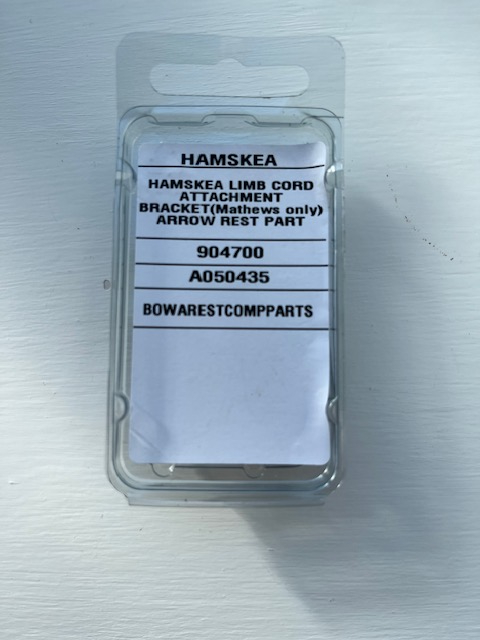 HAMSKEA
HAMSKEA LIMB CORD
ATTACHMENT
BRACKET(Mathews only)
ARROW REST PART
904700
A050435
BOWARESTCOMPPARTS